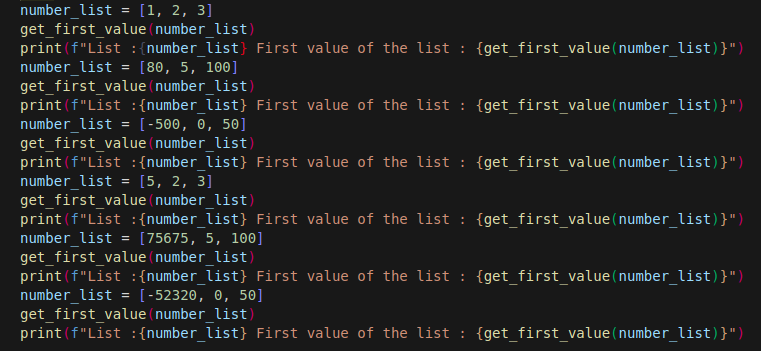 number_list = [1, 2, 3]
get_first_value(number_list)
print(f"List :{number_list} First value of the list : {get_first_value(number_list)}")
number_list = [80, 5, 100]
get_first_value(number_list)
print(f"List :{number_list} First value of the list : {get_first_value(number_list)}")
number_list = [-500, 0, 50]
get_first_value(number_list)
print(f"List :{number_list} First value of the list : {get_first_value(number_list)}")
number_list = [5, 2, 3]
get_first_value(number_list)
print(f"List :{number_list} First value of the list : {get_first_value(number_list)}")
number_list = [75675, 5, 100]
get_first_value(number_list)
print(f"List :{number_list} First value of the list : {get_first_value(number_list)}")
number_list = [-52320, 0, 50]
get_first_value(number_list)
print(f"List :{number_list} First value of the list : {get_first_value(number_list)}")